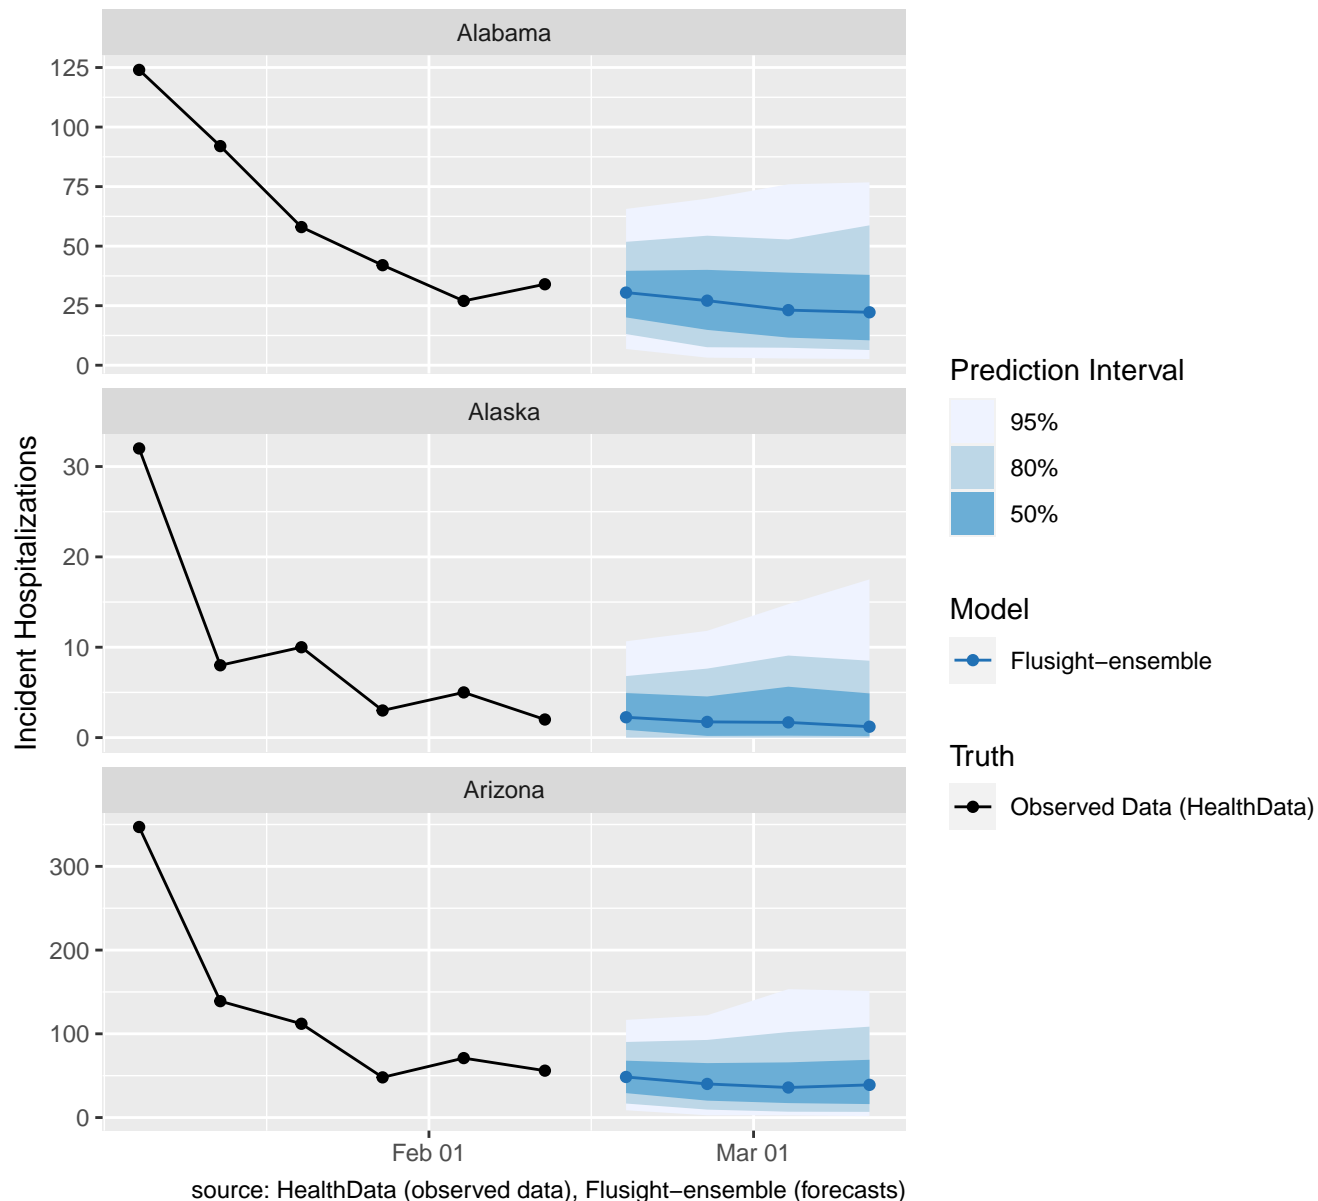 Alabama
125
100
75
50
25
0
Alaska
30
20
10
0
Arizona
300
200
100
0
Feb 01
Mar 01
Incident Hospitalizations
source: HealthData (observed data), Flusight−ensemble (forecasts)
Prediction Interval
95%
80%
50%
Model
Flusight−ensemble
Truth
Observed Data (HealthData)